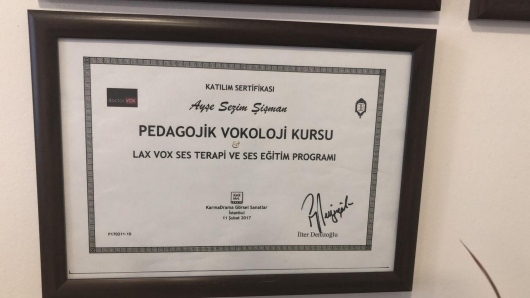 KATILIM SERTİFİKASI
Ayşe Sezim Şişman
PEDAGOJİK VOKOLOJİ KURSU
&
LAX VOX SES TERAPİ VE SES EĞİTİM PROGRAMI
KarmaDrama Görsel Sanatlar
İstanbul
11 Şubat 2017
İlter Denizoğlu